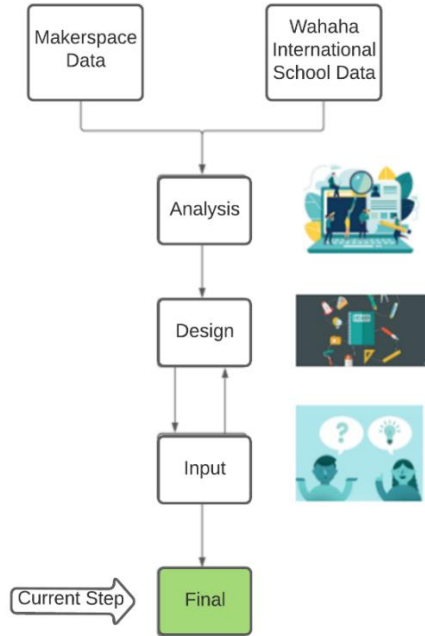 Makerspace
Data
Wahaha
International
School Data
Analysis
Design
Input
Current Step
Final